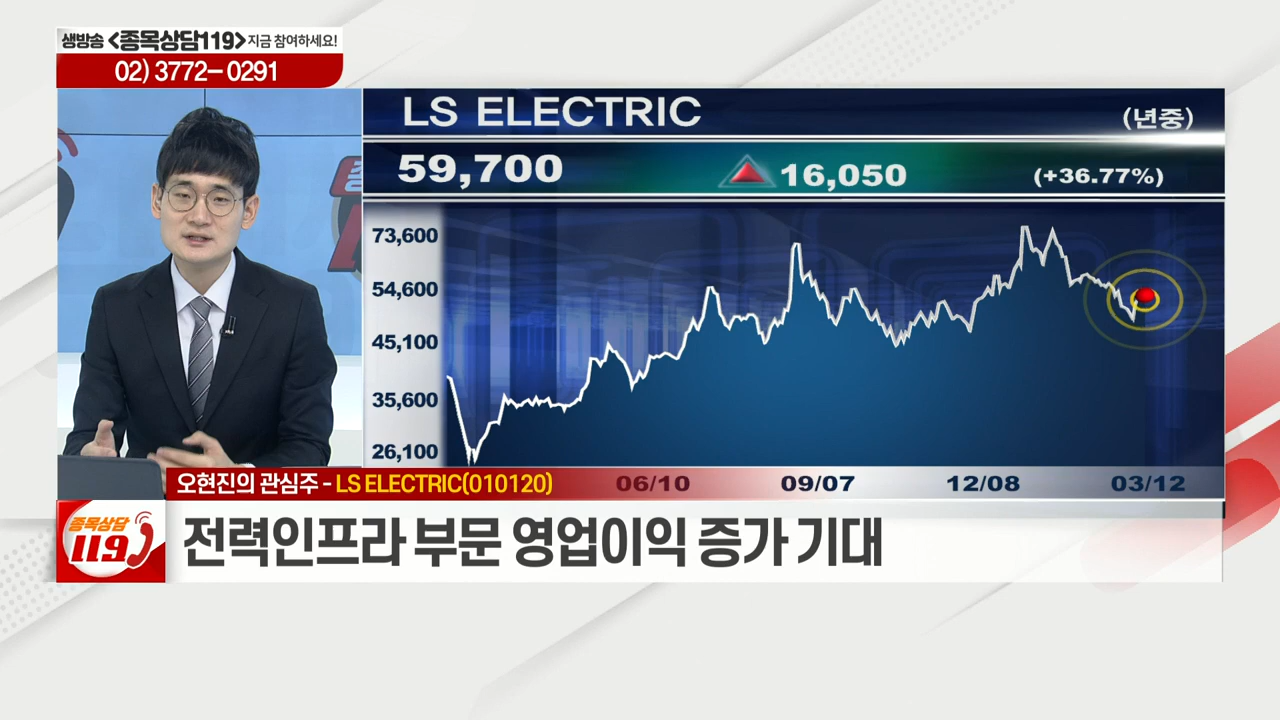 생방송 <종목상담119> 지금 참여하세요!
02) 3772-0291
LS ELECTRIC
(년중)
59,700
▲ 16,050
(+36.77%)
73,600
54,600
45,100
35,600
26,100
06/10
09/07
12/08
03/12
오현진의 관심주 - LS ELECTRIC(010120)
종목상담
119
전력인프라 부문 영업이익 증가 기대